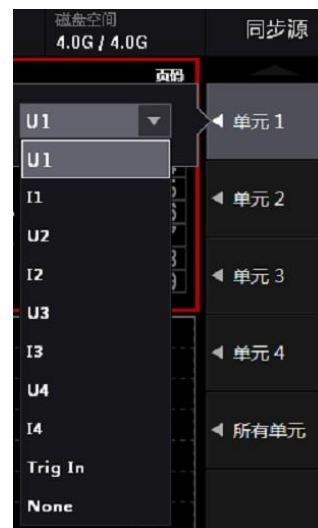 磁盘空间
4.0G / 4.0G
同步源
页码
U1
U1
I1
U2
I2
U3
I3
U4
I4
Trig In
None
单元 1
单元 2
单元 3
单元 4
所有单元